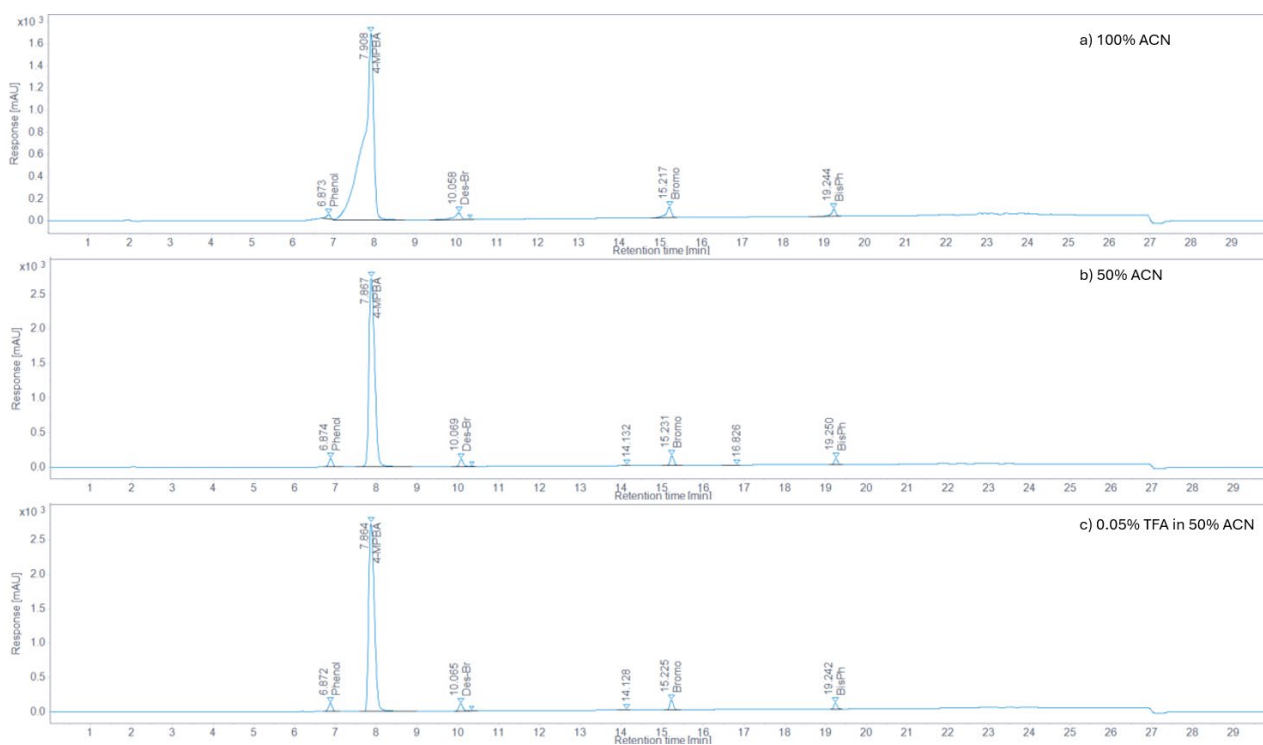 x10³
a) 100% ACN
1.6
1.4
1.2
1.0
0.8
0.6
0.4
0.2
0.0
Response [mAU]
6.873 Phenol
7.908 4-MPBA
10.058 Des-Br
15.217 Bromo
19.244 BisPh
1 2 3 4 5 6 7 8 9 10 11 12 13 14 15 16 17 18 19 20 21 22 23 24 25 26 27 28 29
Retention time [min]
x10³
b) 50% ACN
2.5
2.0
1.5
1.0
0.5
0.0
Response [mAU]
6.874 Phenol
7.867 4-MPBA
10.069 Des-Br
14.132
15.231 Bromo
16.826
19.250 BisPh
1 2 3 4 5 6 7 8 9 10 11 12 13 14 15 16 17 18 19 20 21 22 23 24 25 26 27 28 29
Retention time [min]
x10³
c) 0.05% TFA in 50% ACN
2.5
2.0
1.5
1.0
0.5
0.0
Response [mAU]
6.872 Phenol
7.864 4-MPBA
10.065 Des-Br
14.128
15.225 Bromo
19.242 BisPh
1 2 3 4 5 6 7 8 9 10 11 12 13 14 15 16 17 18 19 20 21 22 23 24 25 26 27 28 29
Retention time [min]